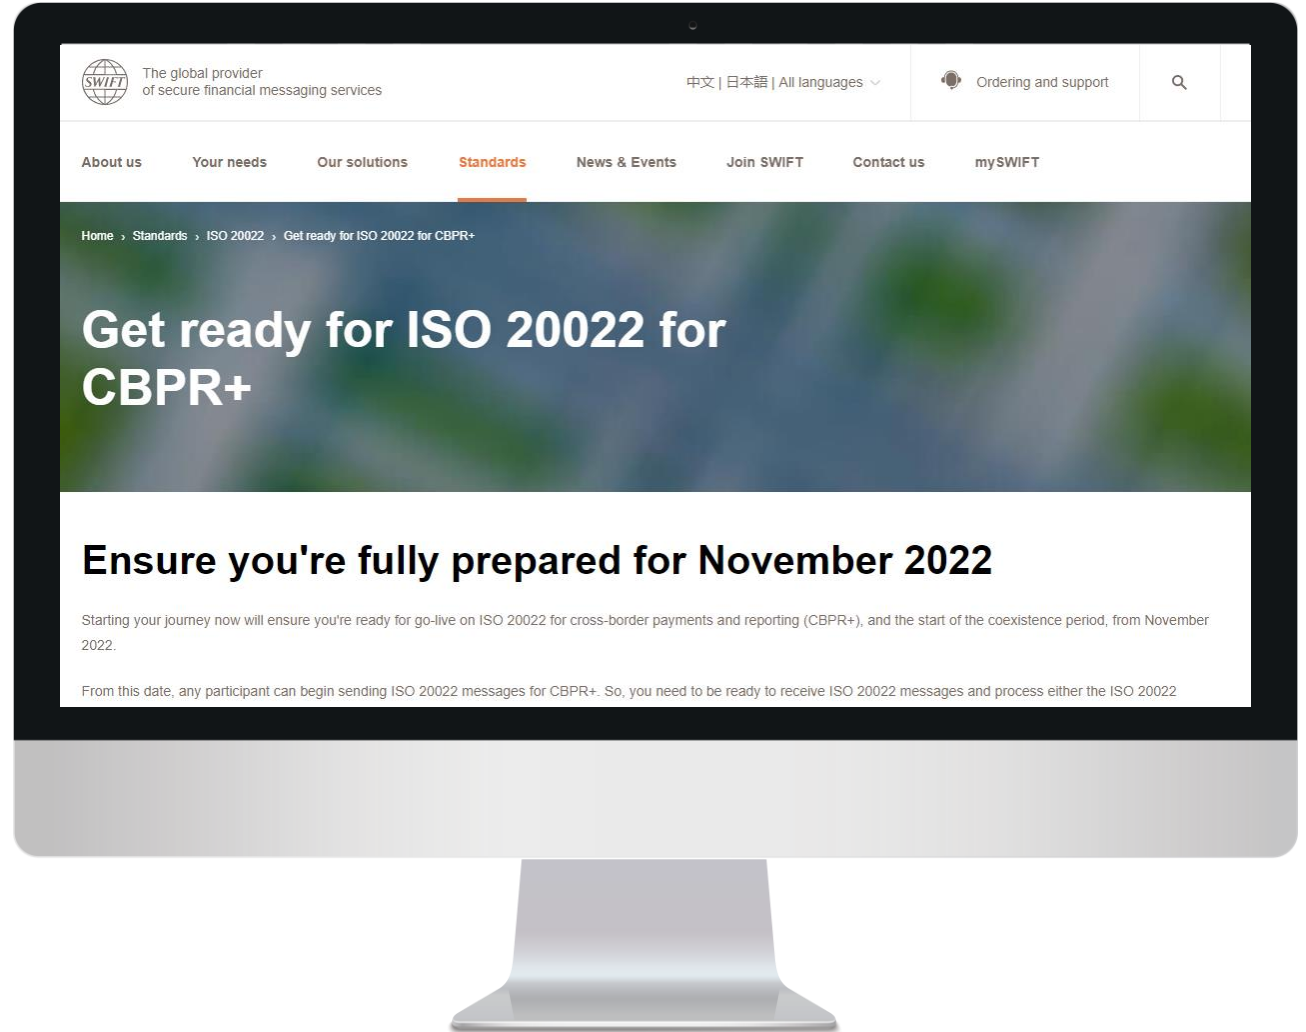 SWIFT
The global provider
of secure financial messaging services
中文 | 日本語 | All languages
Ordering and support
About us
Your needs
Our solutions
Standards
News & Events
Join SWIFT
Contact us
mySWIFT
Home › Standards › ISO 20022 › Get ready for ISO 20022 for CBPR+
Get ready for ISO 20022 for
CBPR+
Ensure you're fully prepared for November 2022
Starting your journey now will ensure you're ready for go-live on ISO 20022 for cross-border payments and reporting (CBPR+), and the start of the coexistence period, from November
2022.
From this date, any participant can begin sending ISO 20022 messages for CBPR+. So, you need to be ready to receive ISO 20022 messages and process either the ISO 20022